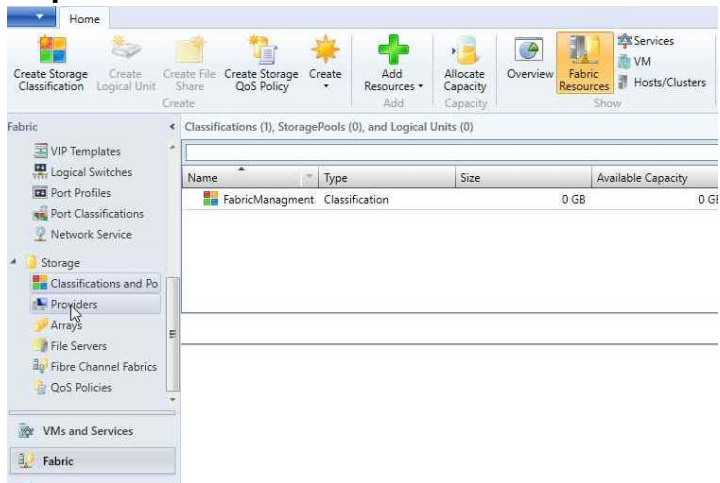 Home
Create Storage Classification
Create Logical Unit
Create File Share
Create Storage QoS Policy
Create
Add Resources
Allocate Capacity
Overview
Fabric Resources
Services
VM
Hosts/Clusters
Create
Add
Capacity
Show
Fabric
Classifications (1), StoragePools (0), and Logical Units (0)
VIP Templates
Logical Switches
Port Profiles
Port Classifications
Network Service
Storage
Classifications and Po
Providers
Arrays
File Servers
Fibre Channel Fabrics
QoS Policies
VMs and Services
Fabric
Name Type Size Available Capacity
FabricManagment Classification 0 GB 0 GB